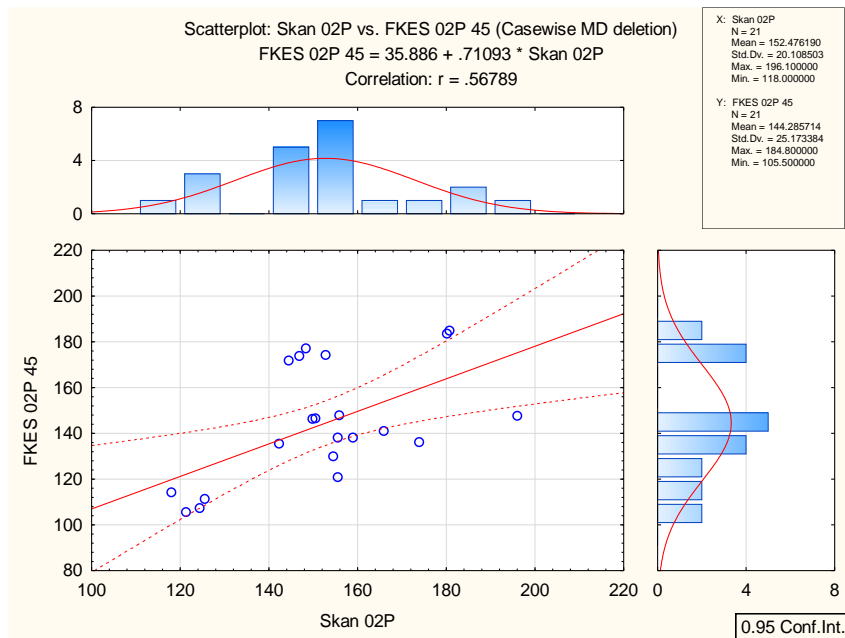 Scatterplot: Skan 02P vs. FKES 02P 45 (Casewise MD deletion)
FKES 02P 45 = 35.886 + .71093 * Skan 02P
Correlation: r = .56789
X: Skan 02P
N = 21
Mean = 152.476190
Std.Dv. = 20.108503
Max. = 196.100000
Min. = 118.000000
Y: FKES 02P 45
N = 21
Mean = 144.285714
Std.Dv. = 25.173384
Max. = 184.800000
Min. = 105.500000
8
4
0
220
200
180
160
140
120
100
80
FKES 02P 45
100 120 140 160 180 200 220
Skan 02P
0 4 8
0.95 Conf.Int.